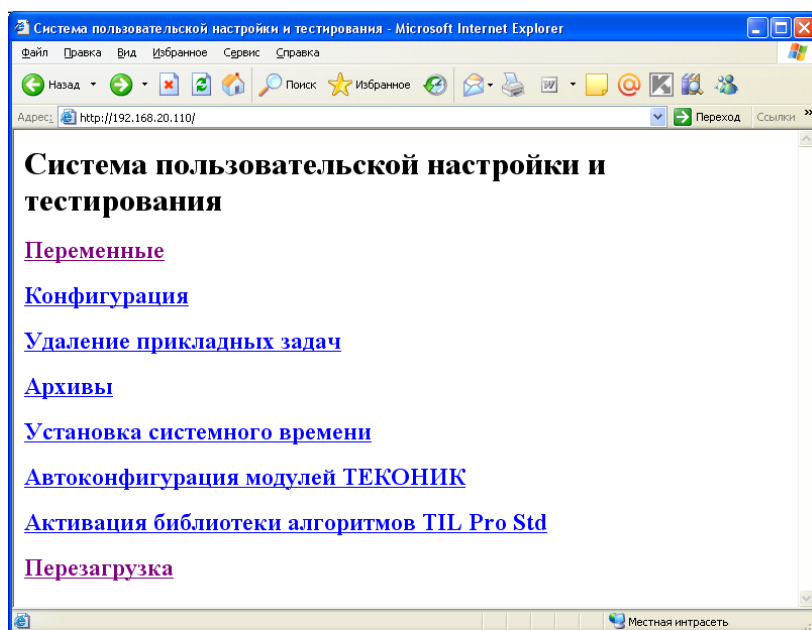 Система пользовательской настройки и тестирования - Microsoft Internet Explorer
Файл Правка Вид Избранное Сервис Справка
Назад Поиск Избранное
Адрес: http://192.168.20.110/ Переход Ссылки »
Система пользовательской настройки и
тестирования
Переменные
Конфигурация
Удаление прикладных задач
Архивы
Установка системного времени
Автоконфигурация модулей ТЕКОНИК
Активация библиотеки алгоритмов TIL Pro Std
Перезагрузка
Местная интрасеть